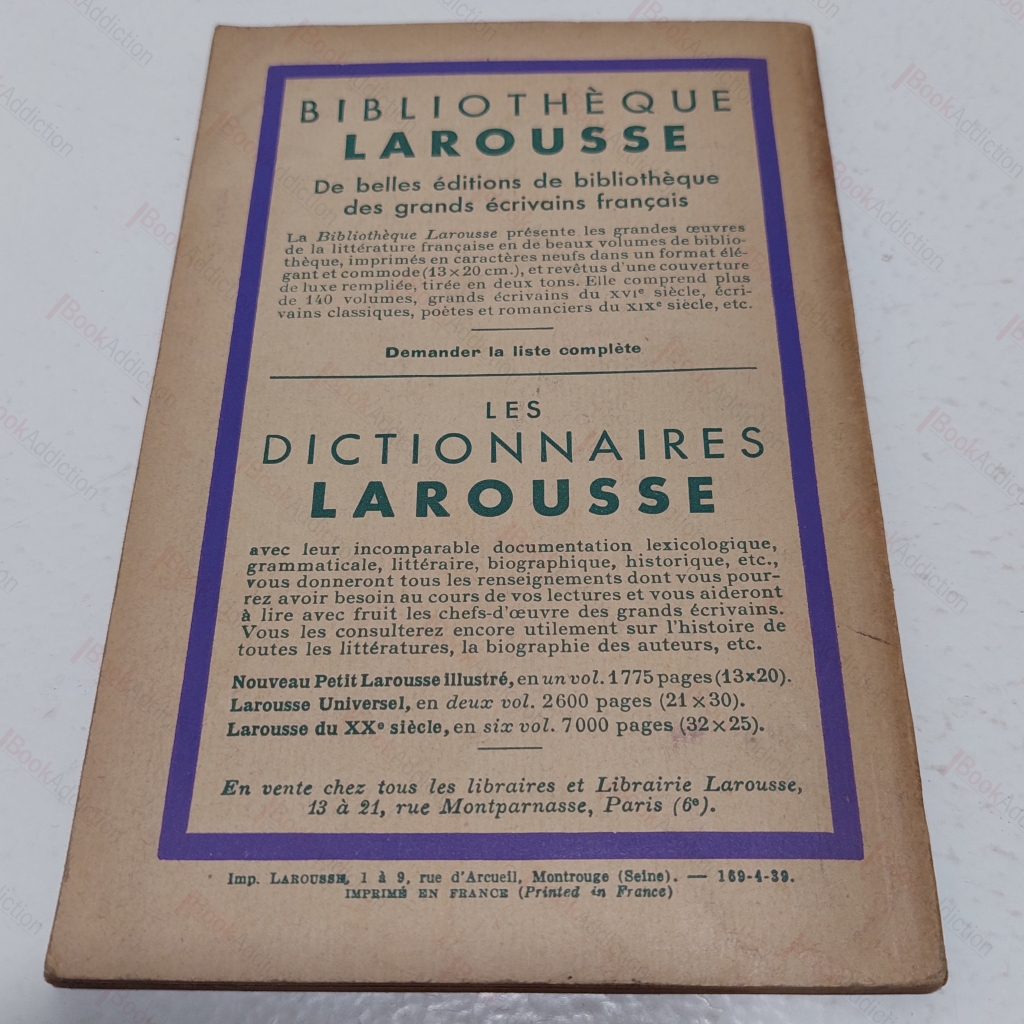 BIBLIOTHÈQUE
LAROUSSE
De belles éditions de bibliothèque
des grands écrivains français
La Bibliothèque Larousse présente les grandes œuvres
de la littérature française en de beaux volumes de biblio-
thèque, imprimés en caractères neufs dans un format élé-
gant et commode (13×20 cm.), et revêtus d'une couverture
de luxe rempliée, tirée en deux tons. Elle comprend plus
de 140 volumes, grands écrivains du XVIe siècle, écri-
vains classiques, poètes et romanciers du XIXe siècle, etc.
Demander la liste complète
LES
DICTIONNAIRES
LAROUSSE
avec leur incomparable documentation lexicologique,
grammaticale, littéraire, biographique, historique, etc.,
vous donneront tous les renseignements dont vous pour-
rez avoir besoin au cours de vos lectures et vous aideront
à lire avec fruit les chefs-d'œuvre des grands écrivains.
Vous les consulterez encore utilement sur l'histoire de
toutes les littératures, la biographie des auteurs, etc.
Nouveau Petit Larousse illustré, en un vol. 1775 pages (13×20).
Larousse Universel, en deux vol. 2600 pages (21×30).
Larousse du XXe siècle, en six vol. 7000 pages (32×25).
En vente chez tous les libraires et Librairie Larousse,
13 à 21, rue Montparnasse, Paris (6e).
Imp. LAROUSSE, 1 à 9, rue d'Arcueil, Montrouge (Seine). — 169-4-39.
IMPRIMÉ EN FRANCE (Printed in France)
BookAddiction